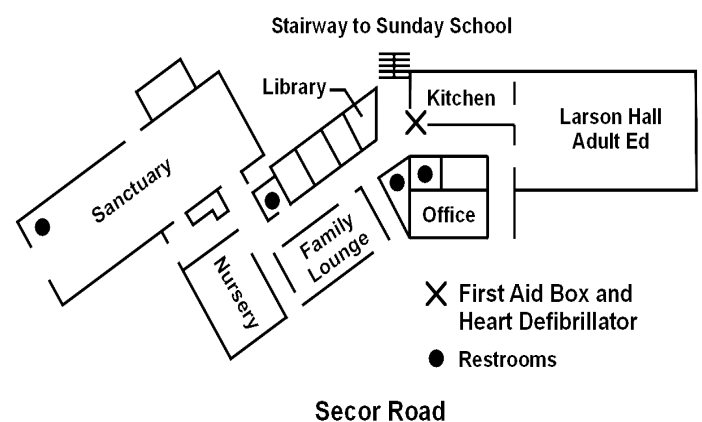 Stairway to Sunday School
Library
Kitchen
Larson Hall
Adult Ed
Sanctuary
Office
Family
Lounge
Nursery
First Aid Box and
Heart Defibrillator
Restrooms
Secor Road